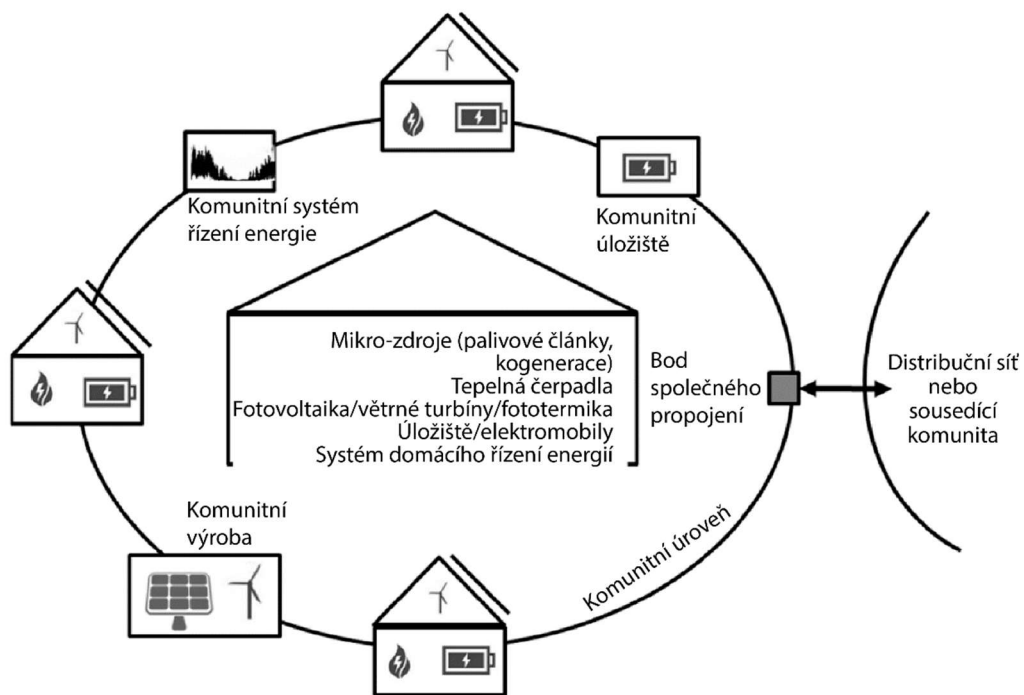 Komunitní systém
řízení energie
Komunitní
úložiště
Mikro-zdroje (palivové články,
kogenerace)
Tepelná čerpadla
Fotovoltaika/větrné turbíny/fototermika
Úložiště/elektromobily
Systém domácího řízení energií
Bod
společného
propojení
Distribuční síť
nebo
sousedící
komunita
Komunitní
výroba
Komunitní úroveň